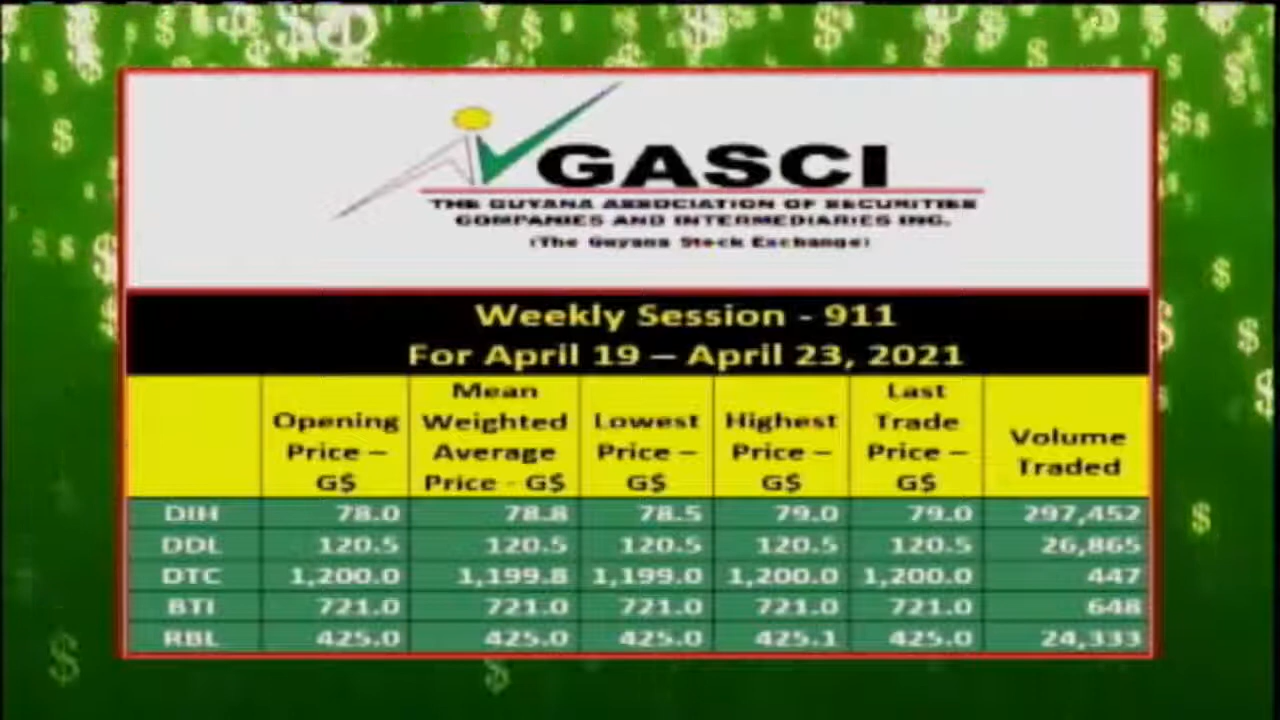 GASCI
THE GUYANA ASSOCIATION OF SECURITIES
COMPANIES AND INTERMEDIARIES INC.
(The Guyana Stock Exchange)
Weekly Session - 911
For April 19 – April 23, 2021
Opening Price – G$ Mean Weighted Average Price - G$ Lowest Price – G$ Highest Price – G$ Last Trade Price – G$ Volume Traded
DIH 78.0 78.8 78.5 79.0 79.0 297,452
DDL 120.5 120.5 120.5 120.5 120.5 26,865
DTC 1,200.0 1,199.8 1,199.0 1,200.0 1,200.0 447
BTI 721.0 721.0 721.0 721.0 721.0 648
RBL 425.0 425.0 425.0 425.1 425.0 24,333